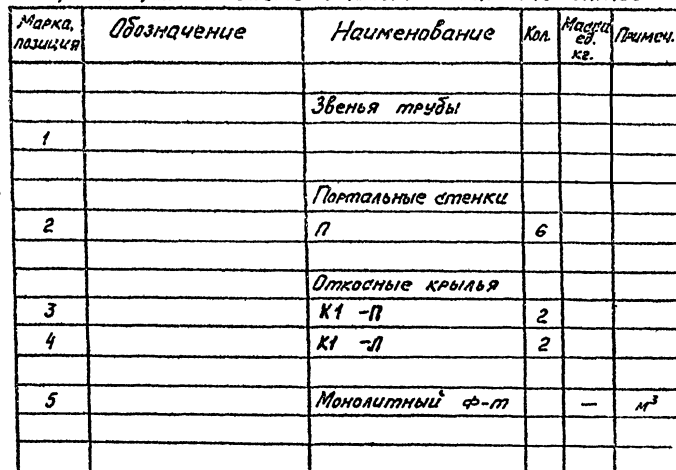 Марка, позиция Обозначение Наименование Кол. Масса ед. кг. Примеч.
Звенья трубы
1
Портальные стенки
2 П 6
Откосные крылья
3 К1 -П 2
4 К1 -Л 2
5 Монолитный ф-т — м³